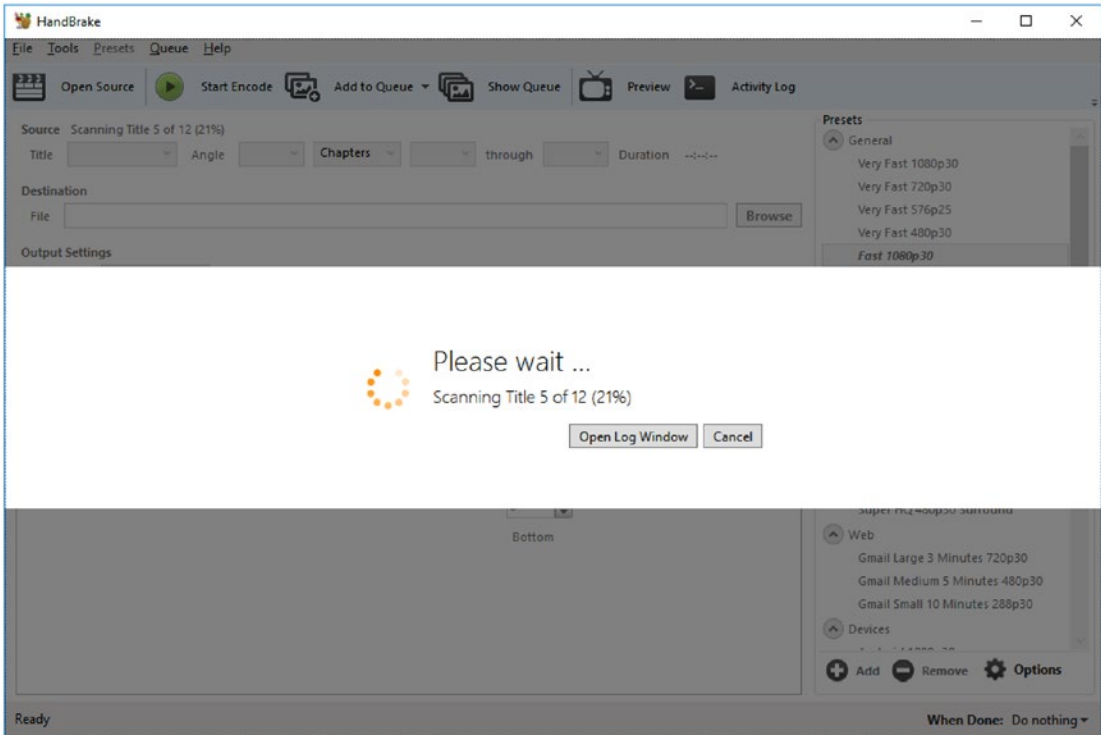 HandBrake
File Tools Presets Queue Help
Open Source Start Encode Add to Queue Show Queue Preview Activity Log
Source Scanning Title 5 of 12 (21%)
Title Angle Chapters through Duration --:--:--
Destination
File Browse
Output Settings
Presets
General
Very Fast 1080p30
Very Fast 720p30
Very Fast 576p25
Very Fast 480p30
Fast 1080p30
Please wait ...
Scanning Title 5 of 12 (21%)
Open Log Window Cancel
Bottom
Super HQ 480p30 Surround
Web
Gmail Large 3 Minutes 720p30
Gmail Medium 5 Minutes 480p30
Gmail Small 10 Minutes 288p30
Devices
Add Remove Options
Ready When Done: Do nothing